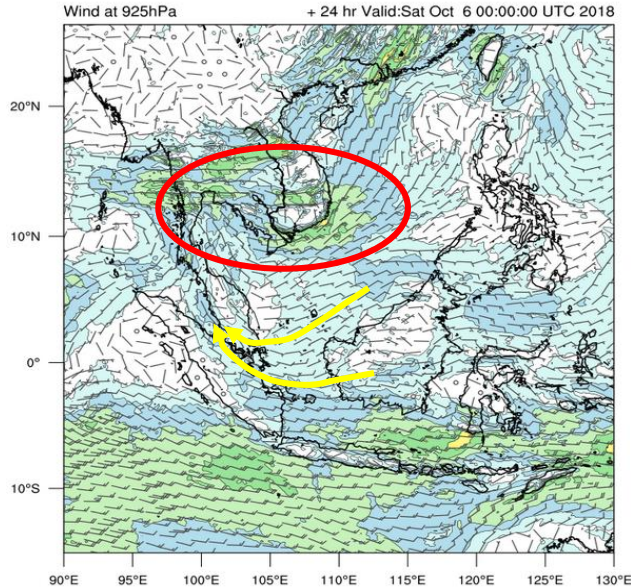 Wind at 925hPa + 24 hr Valid:Sat Oct 6 00:00:00 UTC 2018
20°N
10°N
0°
10°S
90°E 95°E 100°E 105°E 110°E 115°E 120°E 125°E 130°E